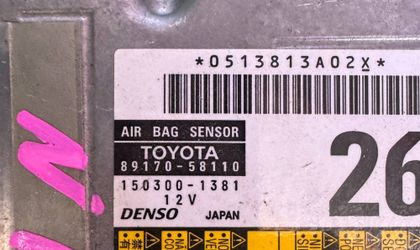 *0513813A02X*
AIR BAG SENSOR
TOYOTA
89170-58110
150300-1381
12V
DENSO JAPAN
26